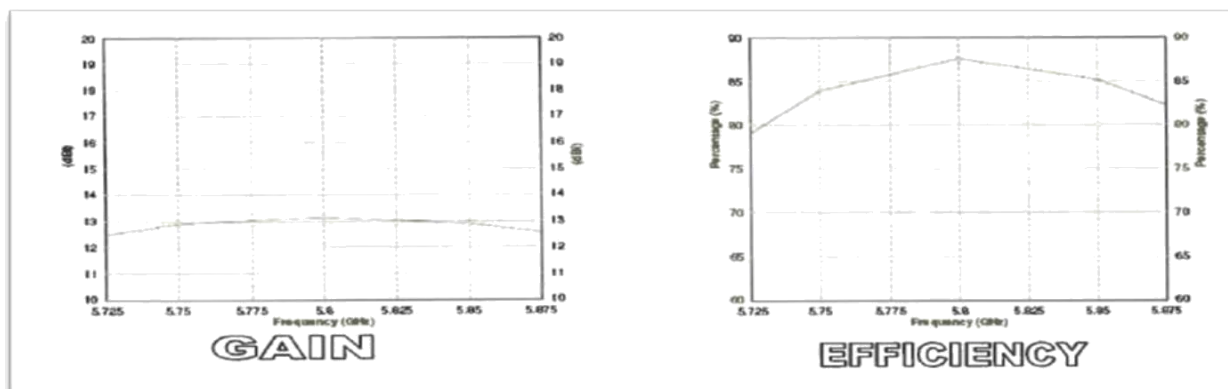 20 20 90 90
19 19
18 18 85 85
17 17
16 16 80 80
(dBi) 15 15 (dBi) Percentage (%) 75 75 Percentage (%)
14 14
13 13 70 70
12 12 65 65
11 11
10 10 60 60
5.725 5.75 5.775 5.8 5.825 5.85 5.875 5.725 5.75 5.775 5.8 5.825 5.85 5.875
Frequency (GHz) Frequency (GHz)
GAIN EFFICIENCY